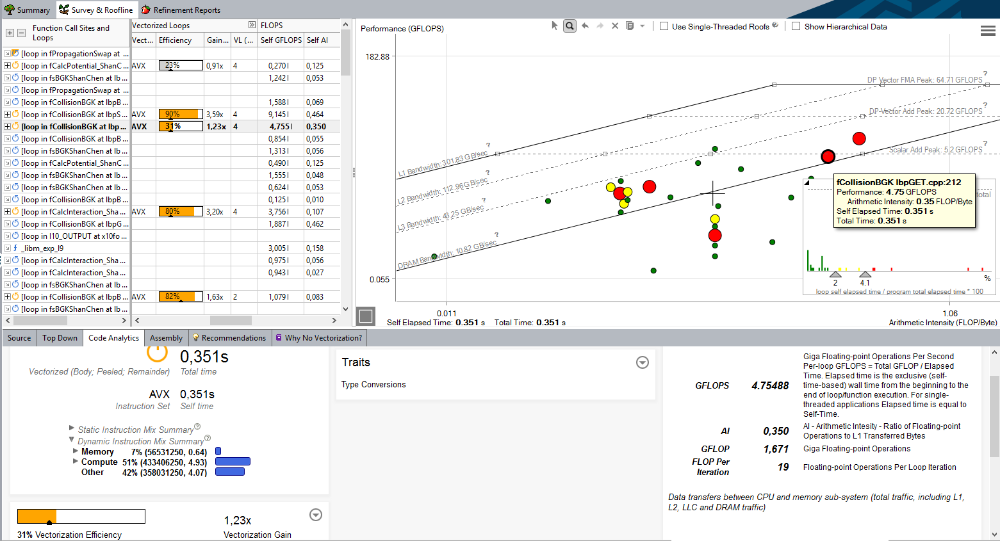 Summary
Survey & Roofline
Refinement Reports
Function Call Sites and Loops
Vectorized Loops
FLOPS
Vect...
Efficiency
Gain...
VL (...
Self GFLOPS
Self AI
[loop in fPropagationSwap at
[loop in fCalcPotential_ShanC AVX 23% 0,91x 4 0,270 0,125
[loop in fsBGKShanChen at lb 1,242 0,053
[loop in fPropagationSwap at ...
[loop in fCollisionBGK at lbpB 1,588 0,069
[loop in fCollisionBGK at lbpS AVX 90% 3,59x 4 9,145 0,464
[loop in fCollisionBGK at lbp ... AVX 31% 1,23x 4 4,755 0,350
[loop in fCollisionBGK at lbpB 0,854 0,055
[loop in fsBGKShanChen at lb 1,313 0,056
[loop in fCalcPotential_ShanC 0,490 0,125
[loop in fsBGKShanChen at lb 1,555 0,048
[loop in fsBGKShanChen at lb 0,624 0,053
[loop in fCollisionBGK at lbpB 0,125 0,010
[loop in fCalcInteraction_Sha AVX 80% 3,20x 4 3,756 0,107
[loop in fCollisionBGK at lbpG 1,887 0,462
[loop in I10_OUTPUT at x10fo
_libm_exp_l9 3,005 0,158
[loop in fCalcInteraction_Sha ... 0,975 0,056
[loop in fCalcInteraction_Sha ... 0,943 0,027
[loop in fsBGKShanChen at lb ...
[loop in fCollisionBGK at lbpB AVX 82% 1,63x 2 1,079 0,083
[loop in fsBGKShanChen at lb ...
Performance (GFLOPS)
Use Single-Threaded Roofs
Show Hierarchical Data
182.88
DP Vector FMA Peak: 64.71 GFLOPS
?
DP Vector Add Peak: 20.72 GFLOPS
?
Scalar Add Peak: 5.2 GFLOPS
?
L1 Bandwidth: 301.83 GB/sec
?
L2 Bandwidth: 112.96 GB/sec
?
L3 Bandwidth: 43.25 GB/sec
?
DRAM Bandwidth: 10.82 GB/sec
?
fCollisionBGK lbpGET.cpp:212
Performance: 4.75 GFLOPS
Arithmetic Intensity: 0.35 FLOP/Byte
Self Elapsed Time: 0.351 s
Total Time: 0.351 s
total
0.055
2
4.1
%
loop self elapsed time / program total elapsed time * 100
0.011
1.06
Self Elapsed Time: 0.351 s Total Time: 0.351 s
Arithmetic Intensity (FLOP/Byte)
Source
Top Down
Code Analytics
Assembly
Recommendations
Why No Vectorization?
0,351s
Vectorized (Body; Peeled; Remainder) Total time
AVX 0,351s
Instruction Set Self time
Static Instruction Mix Summary
Dynamic Instruction Mix Summary
Memory 7% (56531250, 0.64)
Compute 51% (433406250, 4.93)
Other 42% (358031250, 4.07)
1,23x
31% Vectorization Efficiency Vectorization Gain
Traits
Type Conversions
GFLOPS 4.75488
Giga Floating-point Operations Per Second
Per-loop GFLOPS = Total GFLOP / Elapsed
Time. Elapsed time is the exclusive (self-
time-based) wall time from the beginning to the
end of loop/function execution. For single-
threaded applications Elapsed time is equal to
Self-Time.
AI 0,350
AI - Arithmetic Intesity - Ratio of Floating-point
Operations to L1 Transferred Bytes
GFLOP 1,671 Giga Floating-point Operations
FLOP Per Iteration 19 Floating-point Operations Per Loop Iteration
Data transfers between CPU and memory sub-system (total traffic, including L1,
L2, LLC and DRAM traffic)